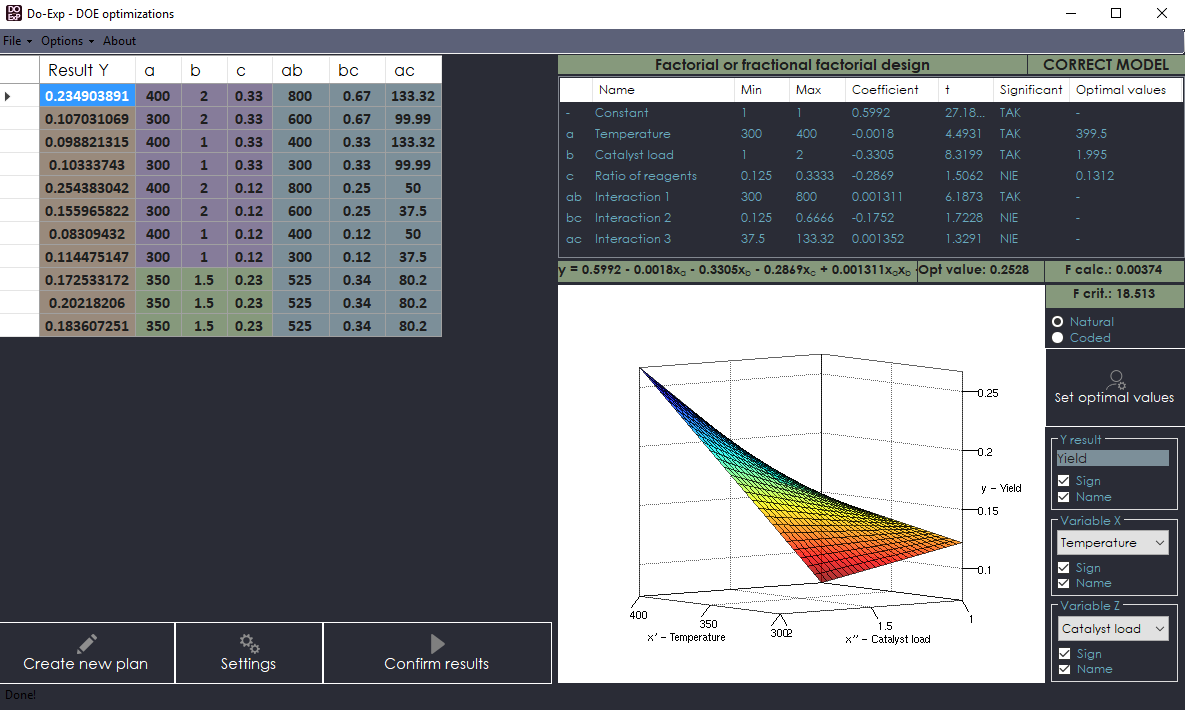 DO ExP Do-Exp - DOE optimizations
File Options About
Result Y a b c ab bc ac
0.234903891 400 2 0.33 800 0.67 133.32
0.107031069 300 2 0.33 600 0.67 99.99
0.098821315 400 1 0.33 400 0.33 133.32
0.10333743 300 1 0.33 300 0.33 99.99
0.254383042 400 2 0.12 800 0.25 50
0.155965822 300 2 0.12 600 0.25 37.5
0.08309432 400 1 0.12 400 0.12 50
0.114475147 300 1 0.12 300 0.12 37.5
0.172533172 350 1.5 0.23 525 0.34 80.2
0.20218206 350 1.5 0.23 525 0.34 80.2
0.183607251 350 1.5 0.23 525 0.34 80.2
Create new plan Settings Confirm results
Done!
Factorial or fractional factorial design CORRECT MODEL
Name Min Max Coefficient t Significant Optimal values
- Constant 1 1 0.5992 27.18... TAK -
a Temperature 300 400 -0.0018 4.4931 TAK 399.5
b Catalyst load 1 2 -0.3305 8.3199 TAK 1.995
c Ratio of reagents 0.125 0.3333 -0.2869 1.5062 NIE 0.1312
ab Interaction 1 300 800 0.001311 6.1873 TAK -
bc Interaction 2 0.125 0.6666 -0.1752 1.7228 NIE -
ac Interaction 3 37.5 133.32 0.001352 1.3291 NIE -
y = 0.5992 - 0.0018xₐ - 0.3305x_b - 0.2869x_c + 0.001311xₐx_b Opt value: 0.2528 F calc.: 0.00374
F crit.: 18.513
Natural
Coded
Set optimal values
Y result
Yield
Sign
Name
Variable X
Temperature
Sign
Name
Variable Z
Catalyst load
Sign
Name
0.25
0.2
y - Yield
0.15
0.1
400
350
300
x' - Temperature
2
1.5
1
x'' - Catalyst load